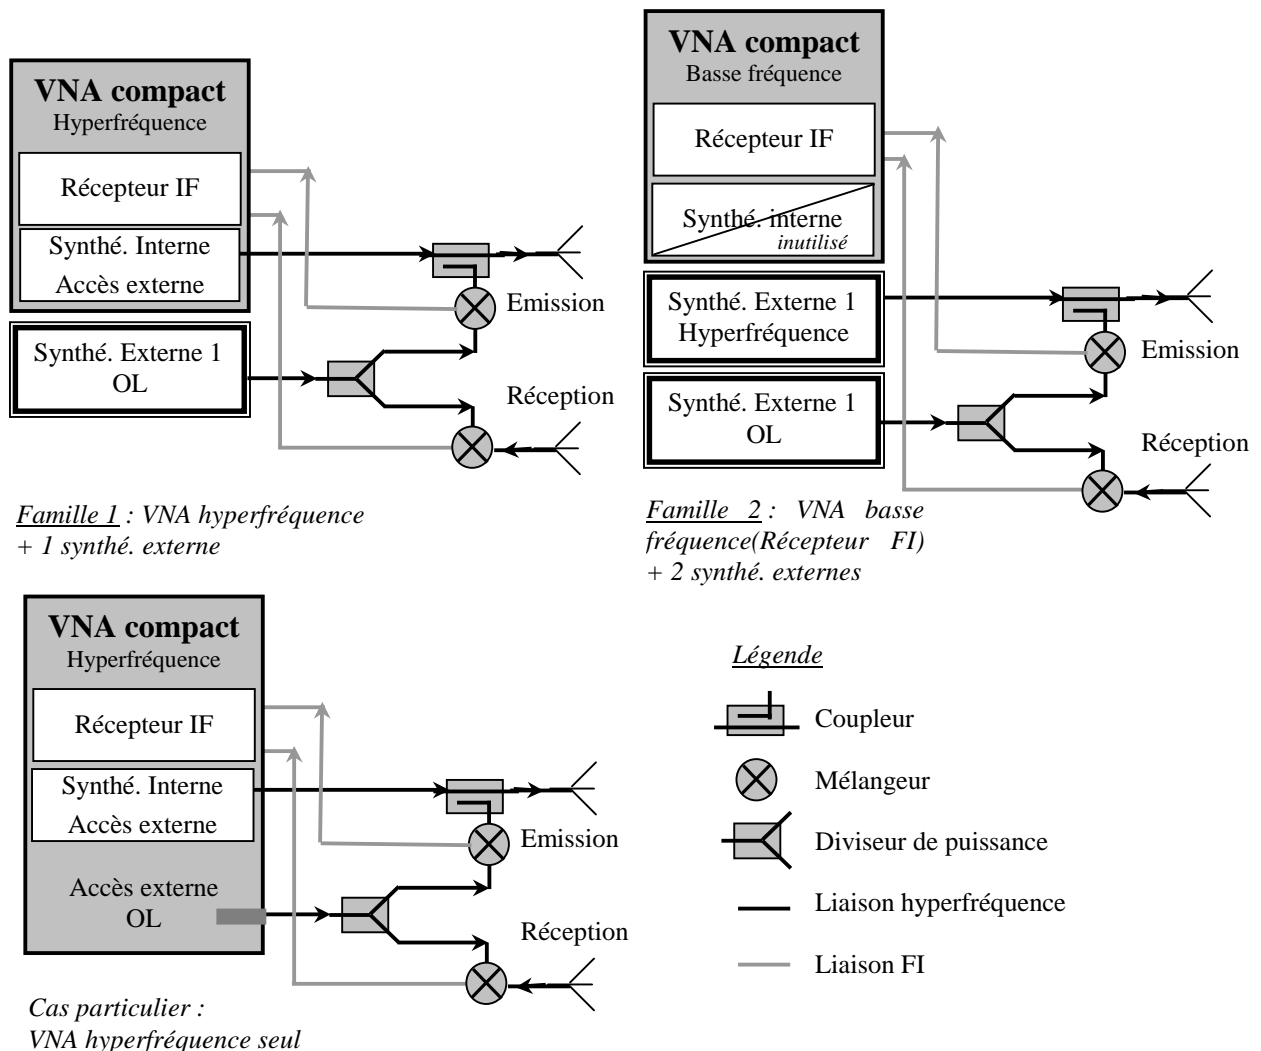 VNA compact
Hyperfréquence
Récepteur IF
Synthé. Interne
Accès externe
Synthé. Externe 1
OL
Emission
Réception
Famille 1 : VNA hyperfréquence
+ 1 synthé. externe
VNA compact
Basse fréquence
Récepteur IF
Synthé. interne
inutilisé
Synthé. Externe 1
Hyperfréquence
Synthé. Externe 1
OL
Emission
Réception
Famille 2 : VNA basse
fréquence(Récepteur FI)
+ 2 synthé. externes
VNA compact
Hyperfréquence
Récepteur IF
Synthé. Interne
Accès externe
Accès externe
OL
Emission
Réception
Cas particulier :
VNA hyperfréquence seul
Légende
Coupleur
Mélangeur
Diviseur de puissance
Liaison hyperfréquence
Liaison FI